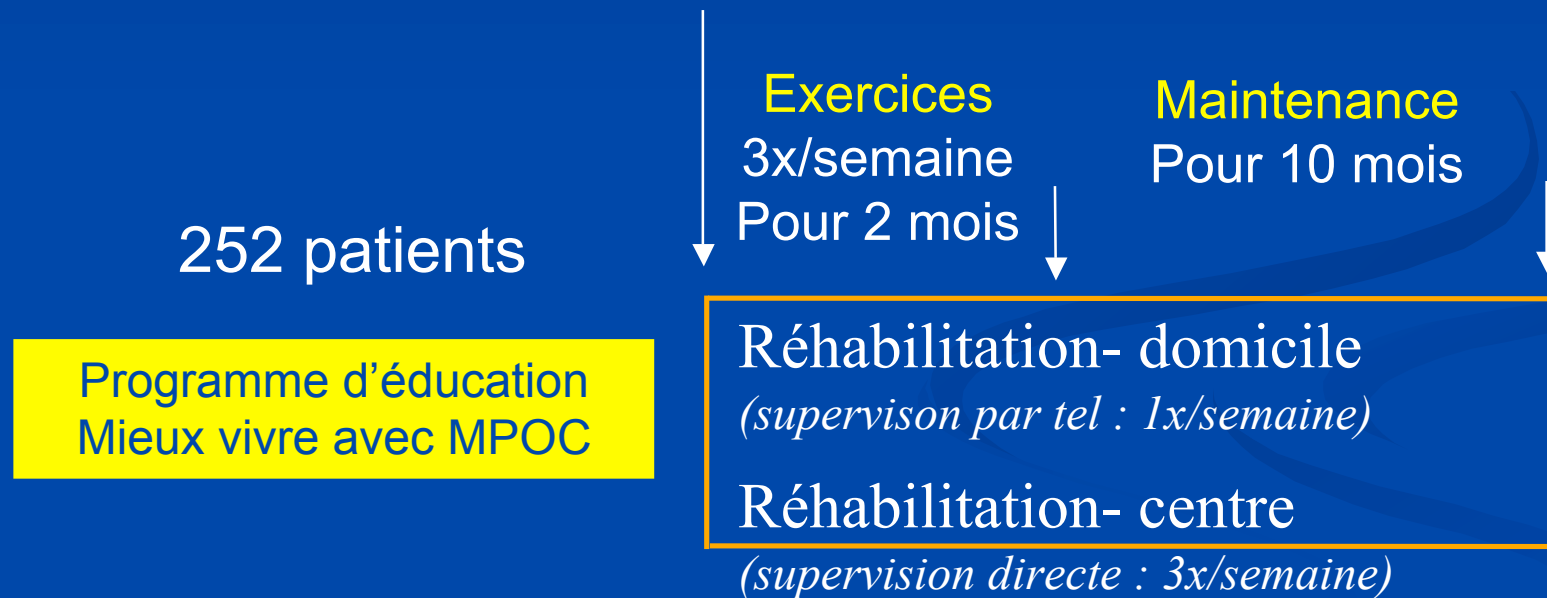 252 patients
Programme d'éducation
Mieux vivre avec MPOC
Exercices
3x/semaine
Pour 2 mois
Maintenance
Pour 10 mois
Réhabilitation- domicile
(supervison par tel : 1x/semaine)
Réhabilitation- centre
(supervision directe : 3x/semaine)